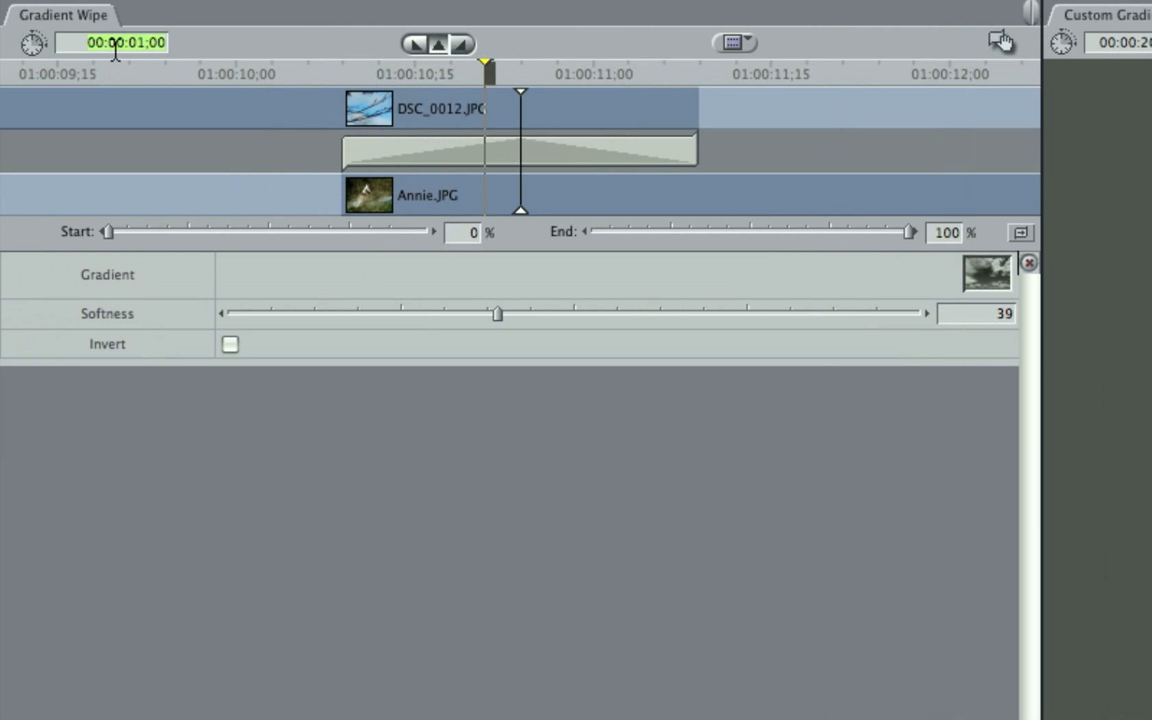 Gradient Wipe
Custom Gradi
00:00:01;00
00:00:20
01:00:09;15
01:00:10;00
01:00:10;15
01:00:11;00
01:00:11;15
01:00:12;00
DSC_0012.JPG
Annie.JPG
Start:
0 %
End:
100 %
Gradient
Softness
39
Invert